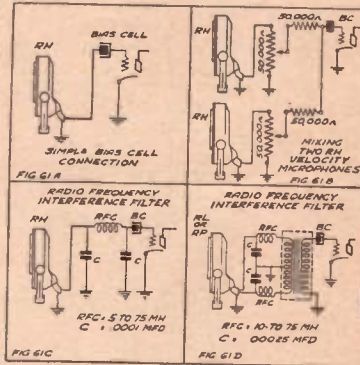 BIAS CELL
RH
SIMPLE BIAS CELL
CONNECTION
FIG 61A
50,000Ω
BC
RH
50,000Ω
RH
50,000Ω
50,000Ω
MIXING
TWO RH
VELOCITY
MICROPHONES
FIG 61B
RADIO FREQUENCY
INTERFERENCE FILTER
RH
RFC
BC
C
C
RFC = 5 TO 75 MH
C = .0001 MFD
FIG 61C
RADIO FREQUENCY
INTERFERENCE FILTER
RL
OR
RP
RFC
BC
C
C
RFC
RFC = 10 TO 75 MH
C = .00025 MFD
FIG 61D